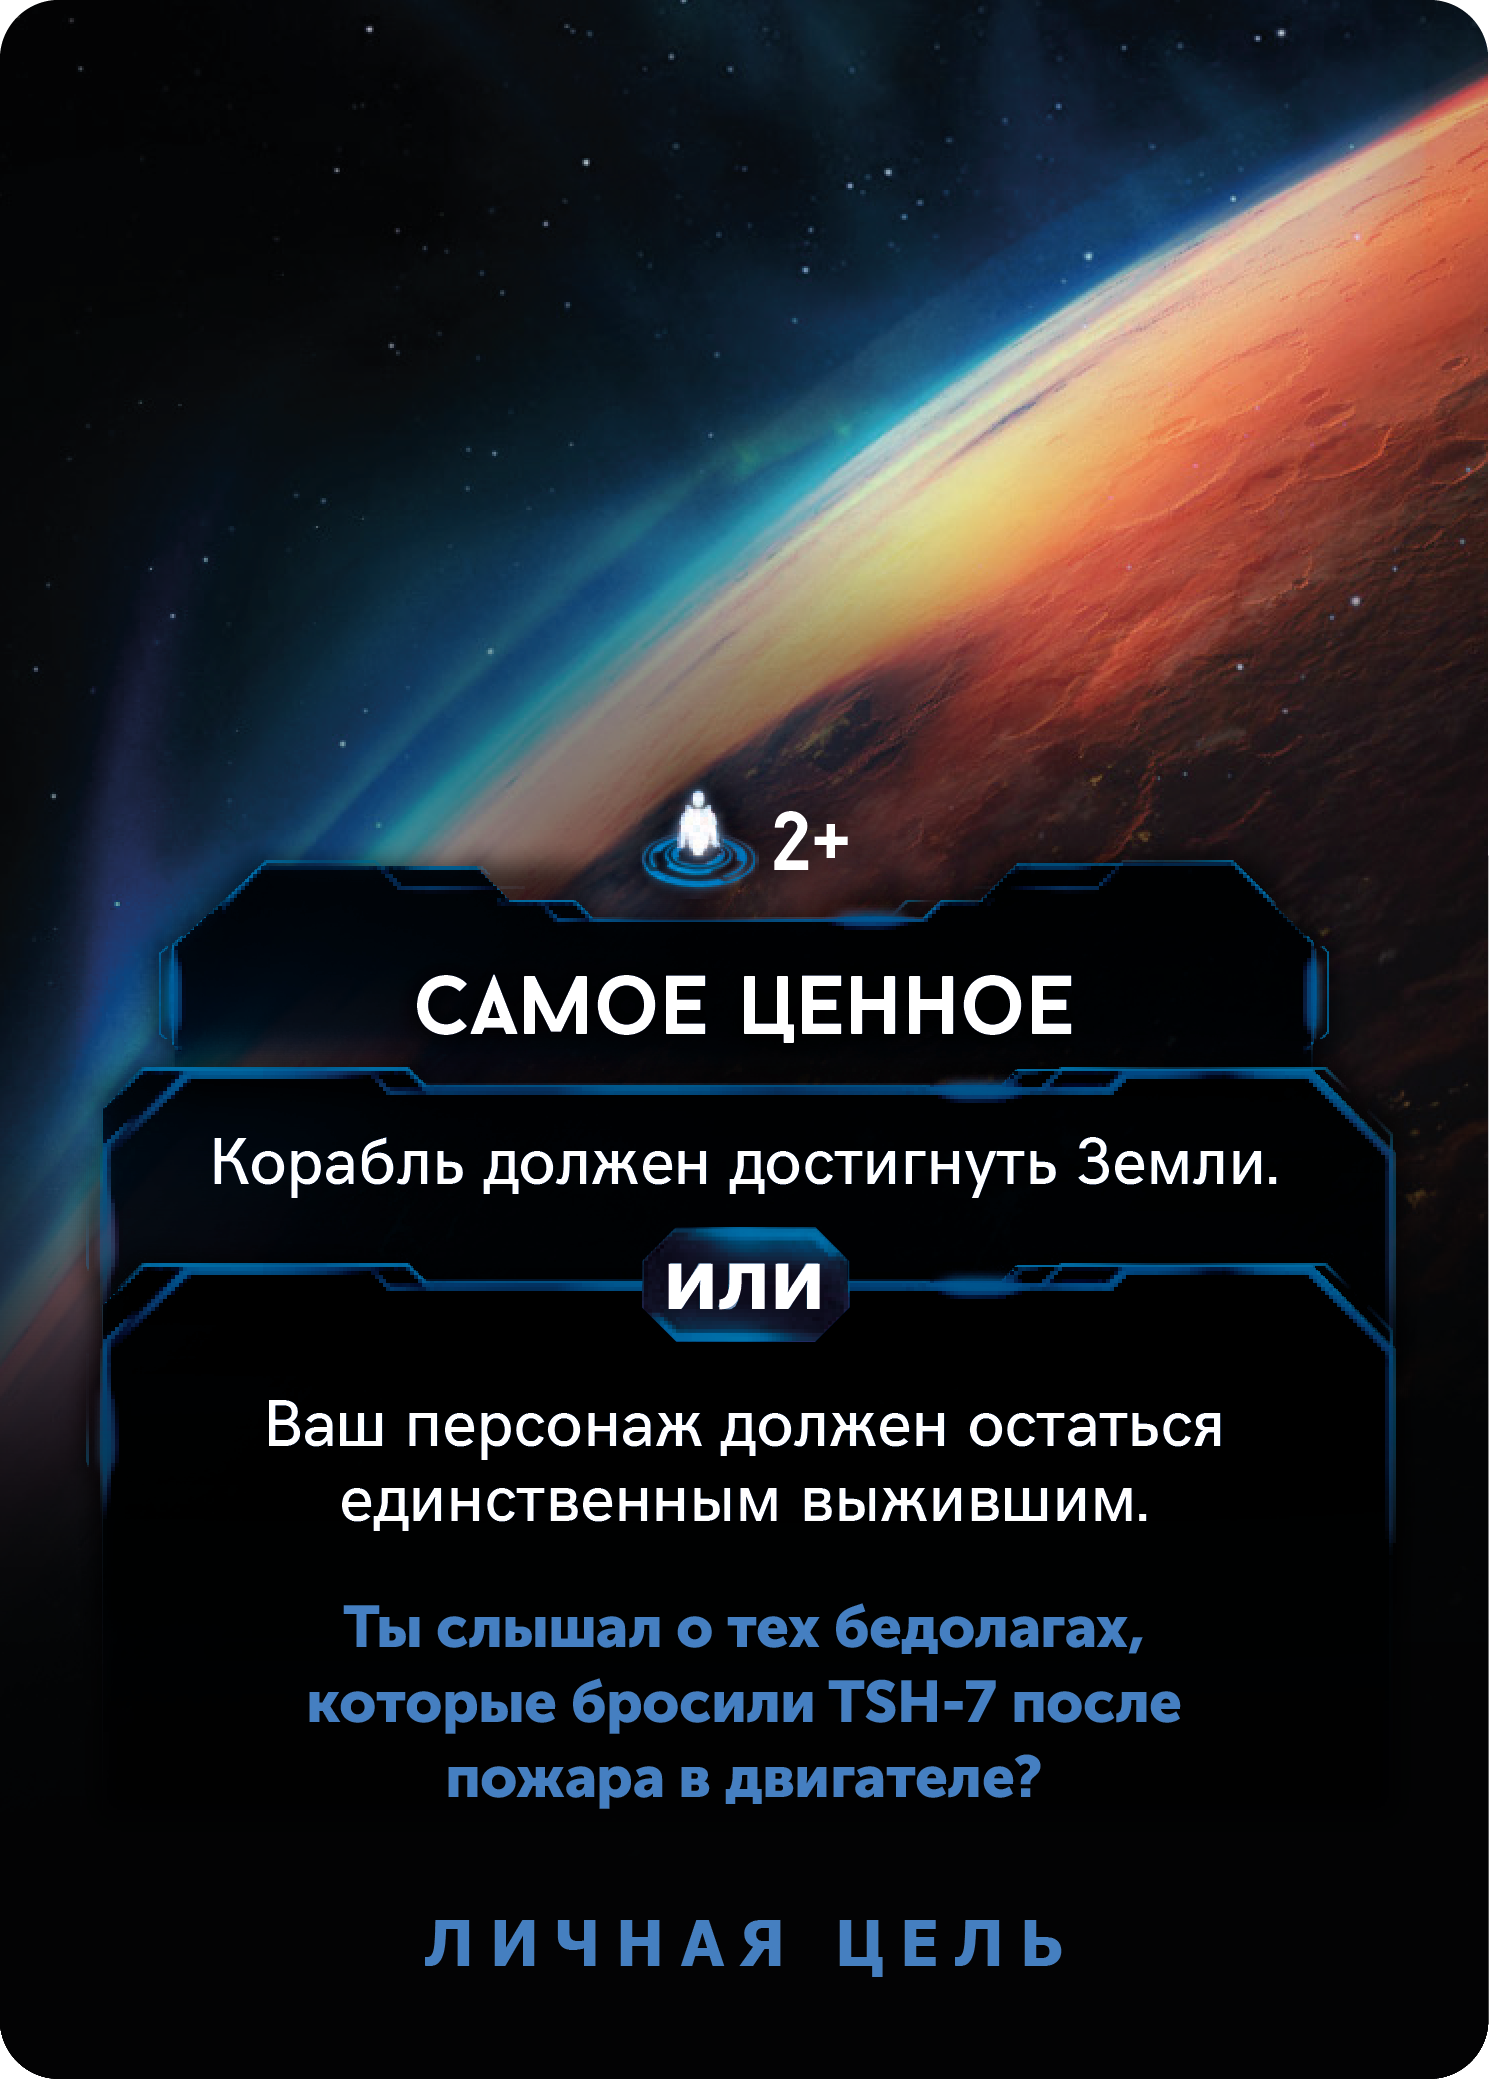 2+
САМОЕ ЦЕННОЕ
Корабль должен достигнуть Земли.
ИЛИ
Ваш персонаж должен остаться
единственным выжившим.
Ты слышал о тех бедолагах,
которые бросили TSH-7 после
пожара в двигателе?
ЛИЧНАЯ ЦЕЛЬ